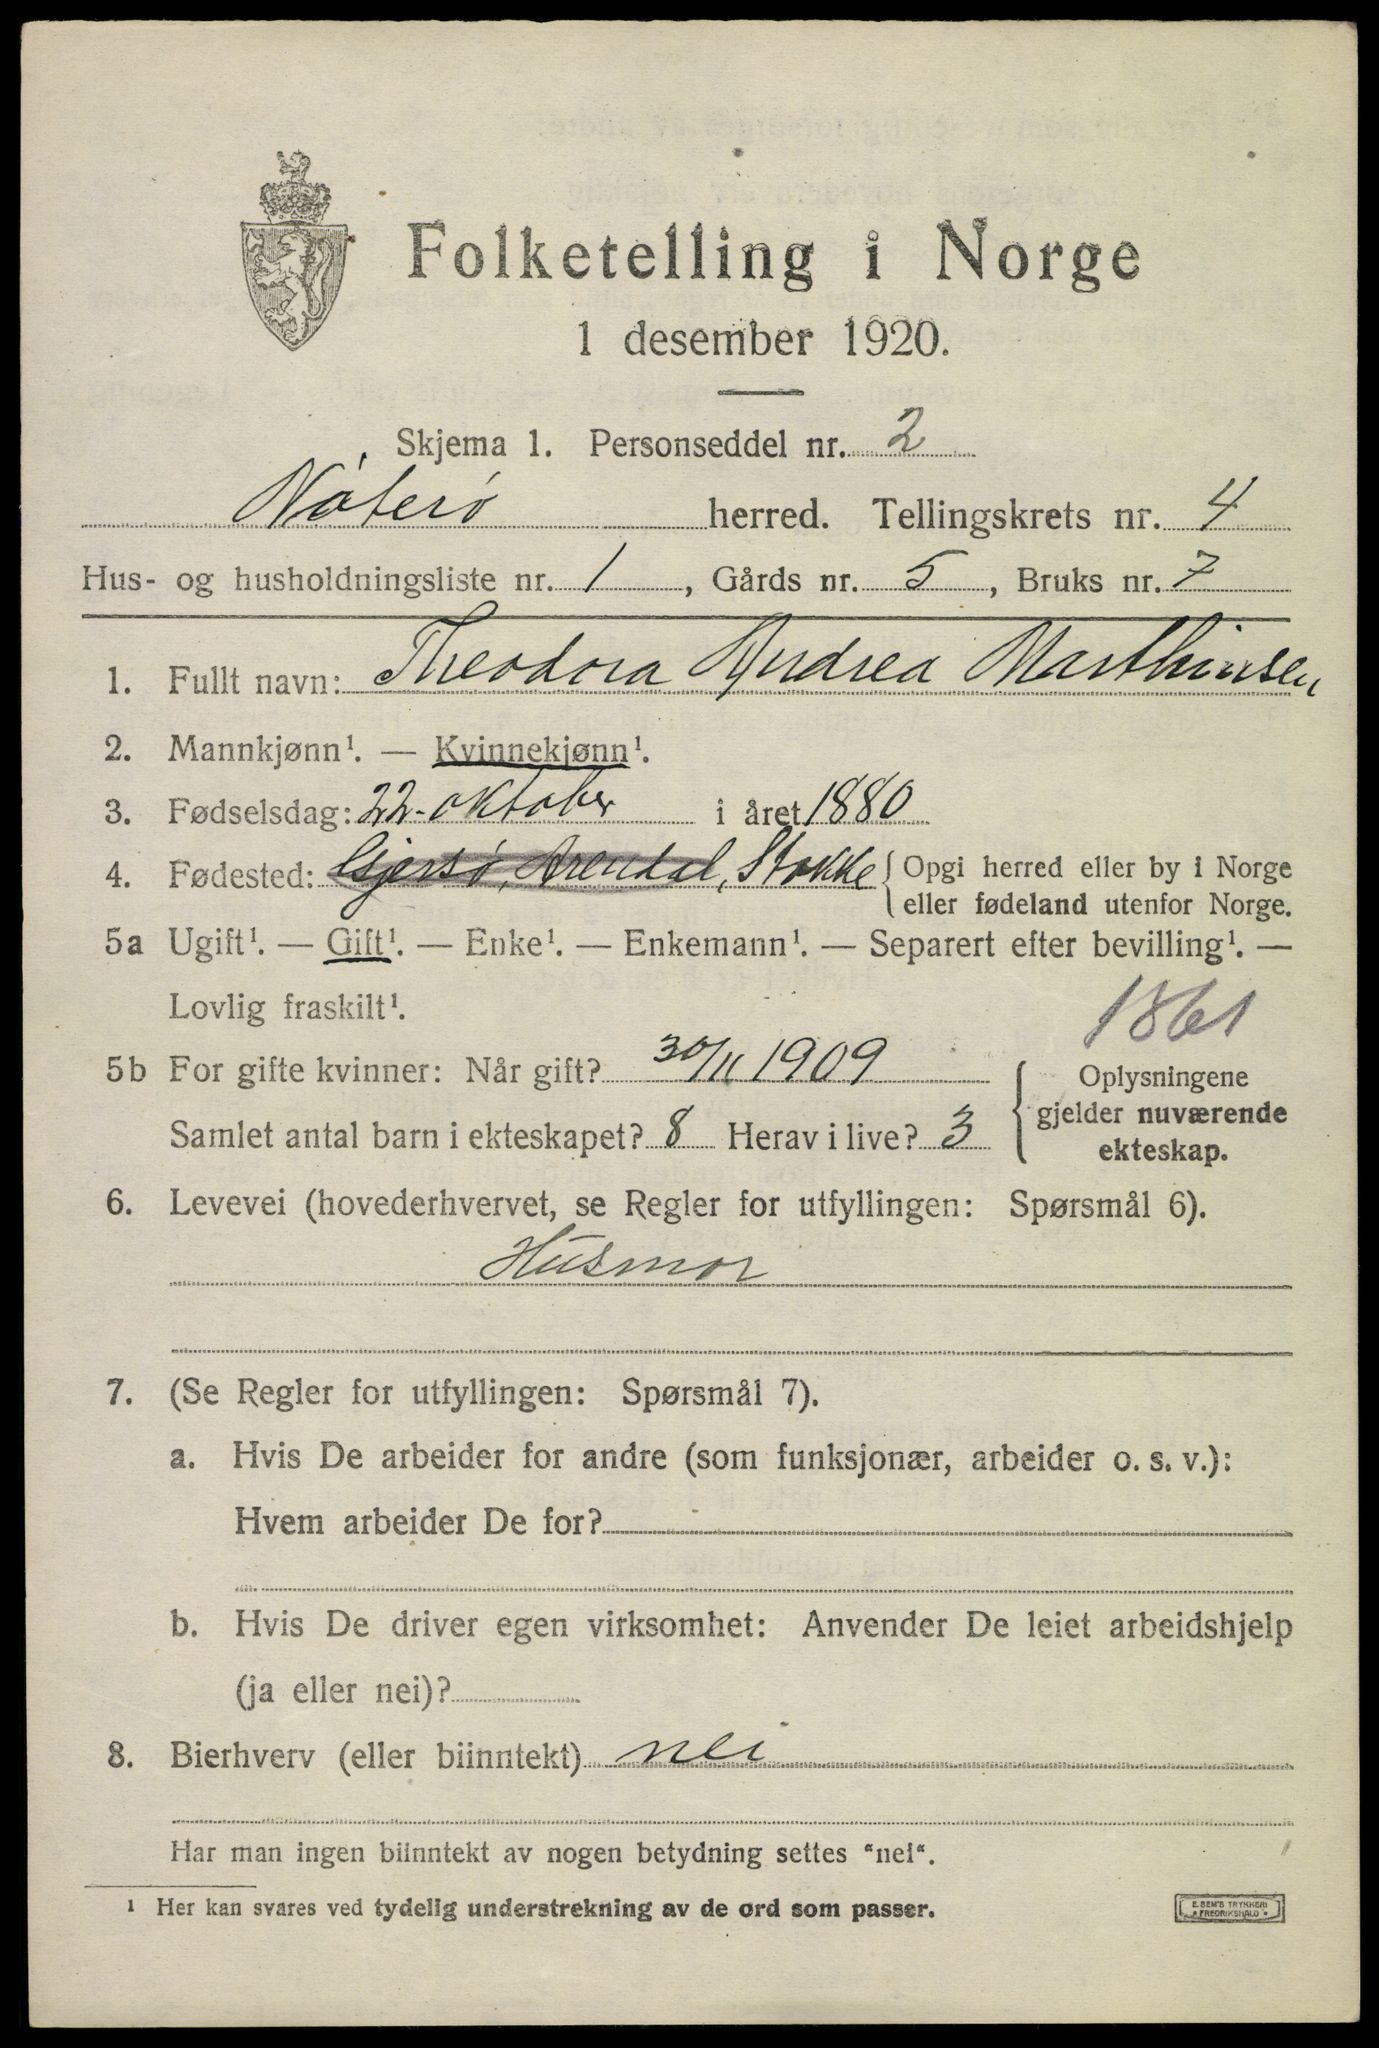 Folketelling i Norge
1 desember 1920.
Skjema 1. Personseddel nr. 2
Nøterø herred. Tellingskrets nr. 4
Hus- og husholdningsliste nr. 1, Gårds nr. 5, Bruks nr. 7
1. Fullt navn: Theodora Andrea Marthinsen
2. Mannkjønn¹. — Kvinnekjønn¹.
3. Fødselsdag: 22. oktober i året 1880
4. Fødested: Gjersø, Arendal, Stokke { Opgi herred eller by i Norge
eller fødeland utenfor Norge.
5a Ugift¹. — Gift¹. — Enke¹. — Enkemann¹. — Separert efter bevilling¹. —
Lovlig fraskilt¹.
1861
5b For gifte kvinner: Når gift? 30/11 1909
Samlet antal barn i ekteskapet? 8 Herav i live? 3
Oplysningene
gjelder nuværende
ekteskap.
6. Levevei (hovederhvervet, se Regler for utfyllingen: Spørsmål 6).
Husmor
7. (Se Regler for utfyllingen: Spørsmål 7).
a. Hvis De arbeider for andre (som funksjonær, arbeider o. s. v.):
Hvem arbeider De for?
b. Hvis De driver egen virksomhet: Anvender De leiet arbeidshjelp
(ja eller nei)?
8. Bierhverv (eller biinntekt) nei
Har man ingen biinntekt av nogen betydning settes "nei".
¹ Her kan svares ved tydelig understrekning av de ord som passer.
E. SEM'S TRYKKERI
FREDRIKSHALD